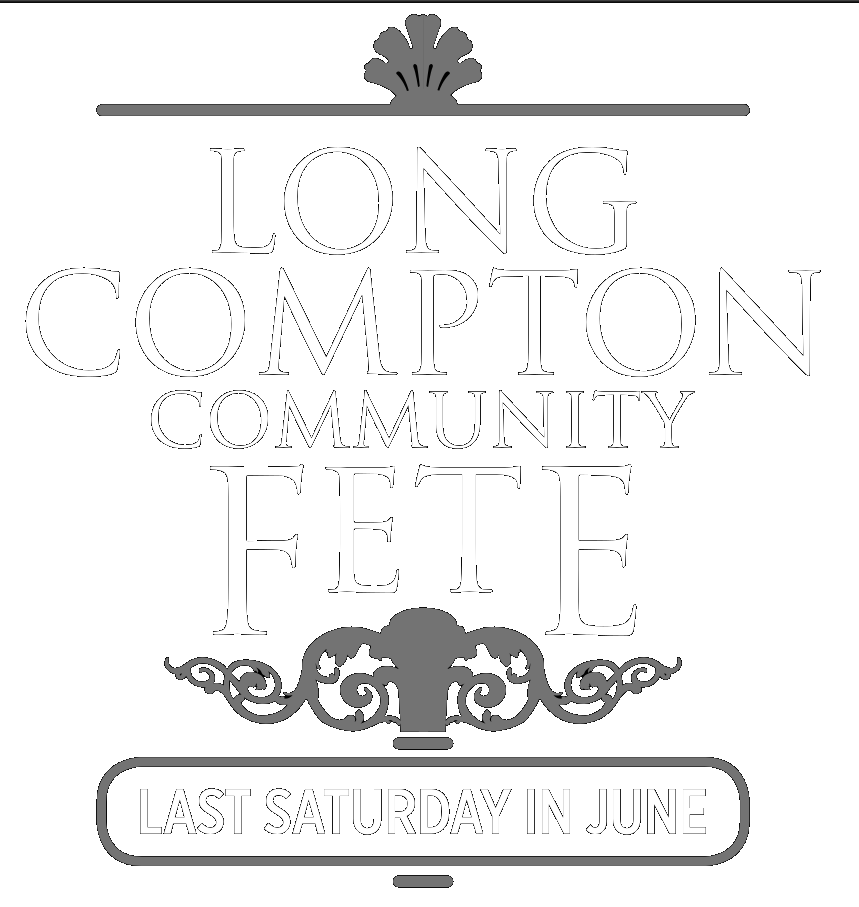 LONG
COMPTON
COMMUNITY
FETE
LAST SATURDAY IN JUNE